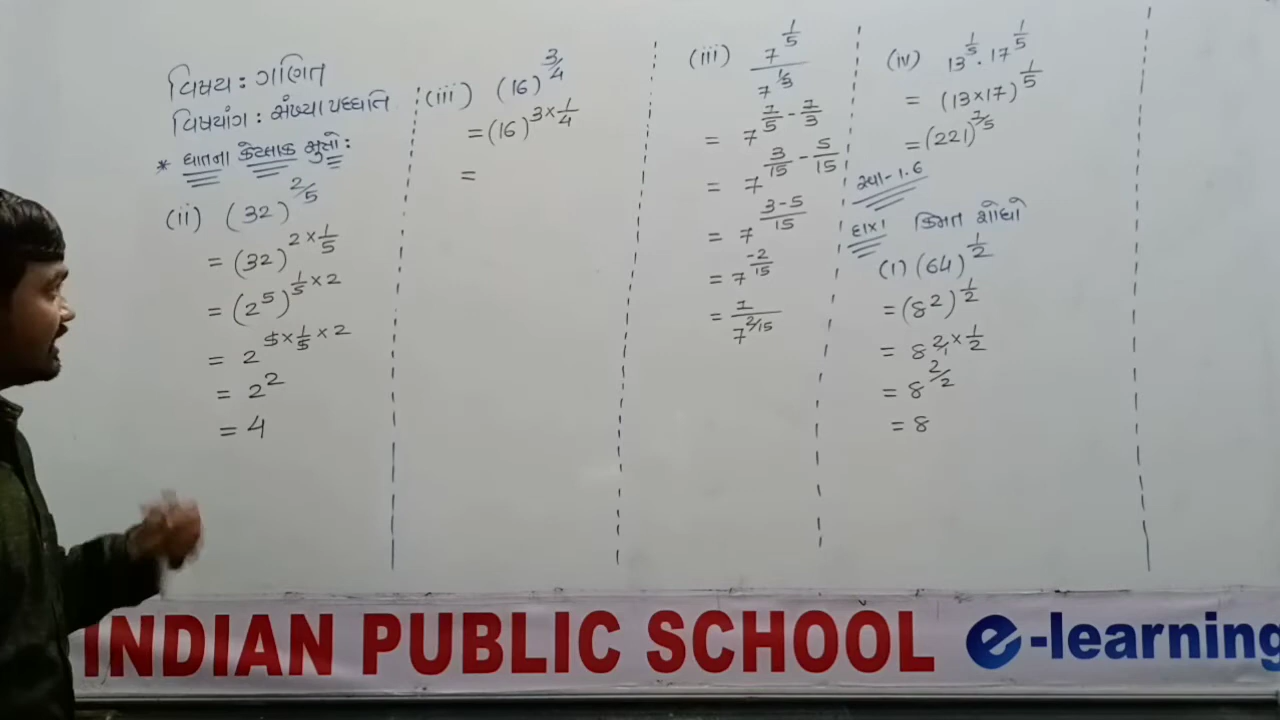 વિષય : ગણિત
વિષયાંગ : સંખ્યા પધ્ધતિ
* ઘાતના કેટલાક સુત્રો :
(ii) (32)^2/5
= (32)^2 × 1/5
= (2^5)^1/5 × 2
= 2^5 × 1/5 × 2
= 2^2
= 4
(iii) (16)^3/4
= (16)^3 × 1/4
=
(iii) 7^1/5 / 7^1/3
= 7^1/5 - 1/3
= 7^3/15 - 5/15
= 7^3-5/15
= 7^-2/15
= 1/7^2/15
(iv) 13^1/5 · 17^1/5
= (13×17)^1/5
= (221)^1/5
સ્વા-1.6
દાખા કિંમત શોધો
(1) (64)^1/2
= (8^2)^1/2
= 8^2/1 × 1/2
= 8^2/2
= 8
INDIAN PUBLIC SCHOOL e-learning